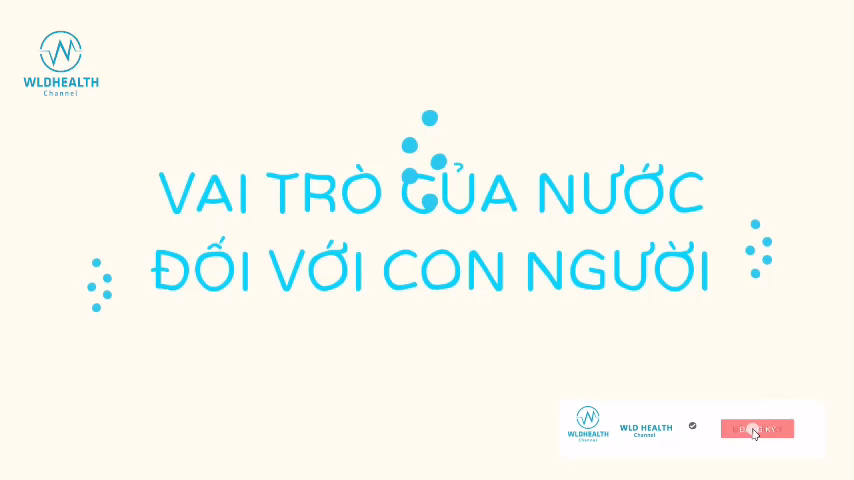 WLDHEALTH
Channel
VAI TRÒ CỦA NƯỚC
ĐỐI VỚI CON NGƯỜI
WLDHEALTH
Channel
WLD HEALTH
Channel